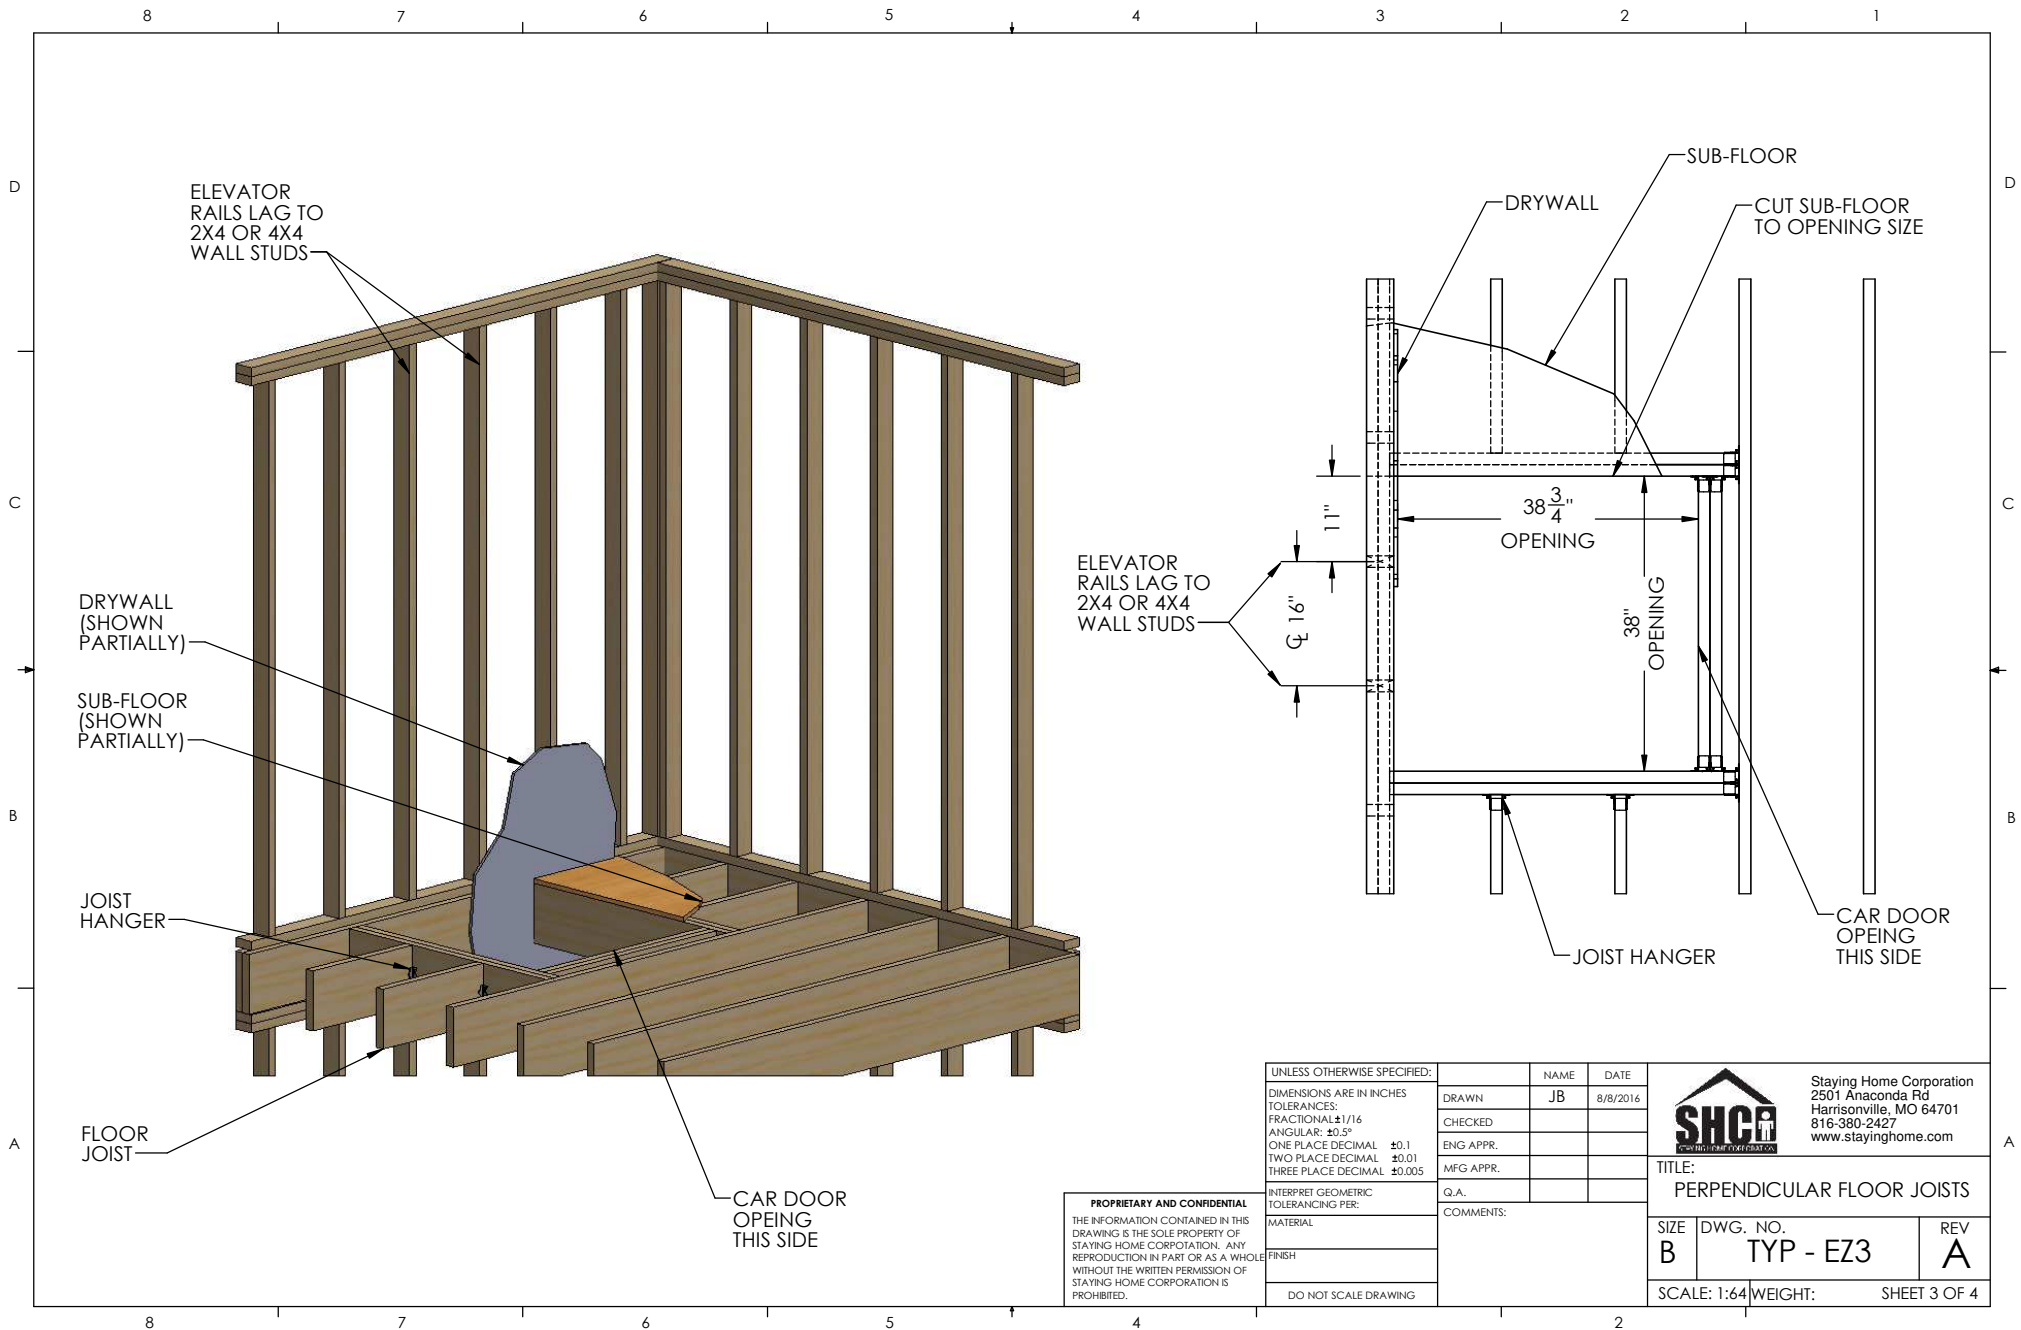 8 7 6 5 4 3 2 1
D
D
C
C
B
B
A
A
ELEVATOR
RAILS LAG TO
2X4 OR 4X4
WALL STUDS
DRYWALL
(SHOWN
PARTIALLY)
SUB-FLOOR
(SHOWN
PARTIALLY)
JOIST
HANGER
FLOOR
JOIST
CAR DOOR
OPEING
THIS SIDE
SUB-FLOOR
DRYWALL
CUT SUB-FLOOR
TO OPENING SIZE
11"
38 3/4"
OPENING
ELEVATOR
RAILS LAG TO
2X4 OR 4X4
WALL STUDS
℄ 16"
38"
OPENING
CAR DOOR
OPEING
THIS SIDE
JOIST HANGER
PROPRIETARY AND CONFIDENTIAL
THE INFORMATION CONTAINED IN THIS
DRAWING IS THE SOLE PROPERTY OF
STAYING HOME CORPOTATION. ANY
REPRODUCTION IN PART OR AS A WHOLE
WITHOUT THE WRITTEN PERMISSION OF
STAYING HOME CORPORATION IS
PROHIBITED.
UNLESS OTHERWISE SPECIFIED:
DIMENSIONS ARE IN INCHES
TOLERANCES:
FRACTIONAL±1/16
ANGULAR: ±0.5°
ONE PLACE DECIMAL ±0.1
TWO PLACE DECIMAL ±0.01
THREE PLACE DECIMAL ±0.005
INTERPRET GEOMETRIC
TOLERANCING PER:
MATERIAL
FINISH
DO NOT SCALE DRAWING
NAME DATE
DRAWN JB 8/8/2016
CHECKED
ENG APPR.
MFG APPR.
Q.A.
COMMENTS:
SHC
STAYING HOME CORPORATION
Staying Home Corporation
2501 Anaconda Rd
Harrisonville, MO 64701
816-380-2427
www.stayinghome.com
TITLE:
PERPENDICULAR FLOOR JOISTS
SIZE
B
DWG. NO.
TYP - EZ3
REV
A
SCALE: 1:64 WEIGHT: SHEET 3 OF 4
8 7 6 5 4 2